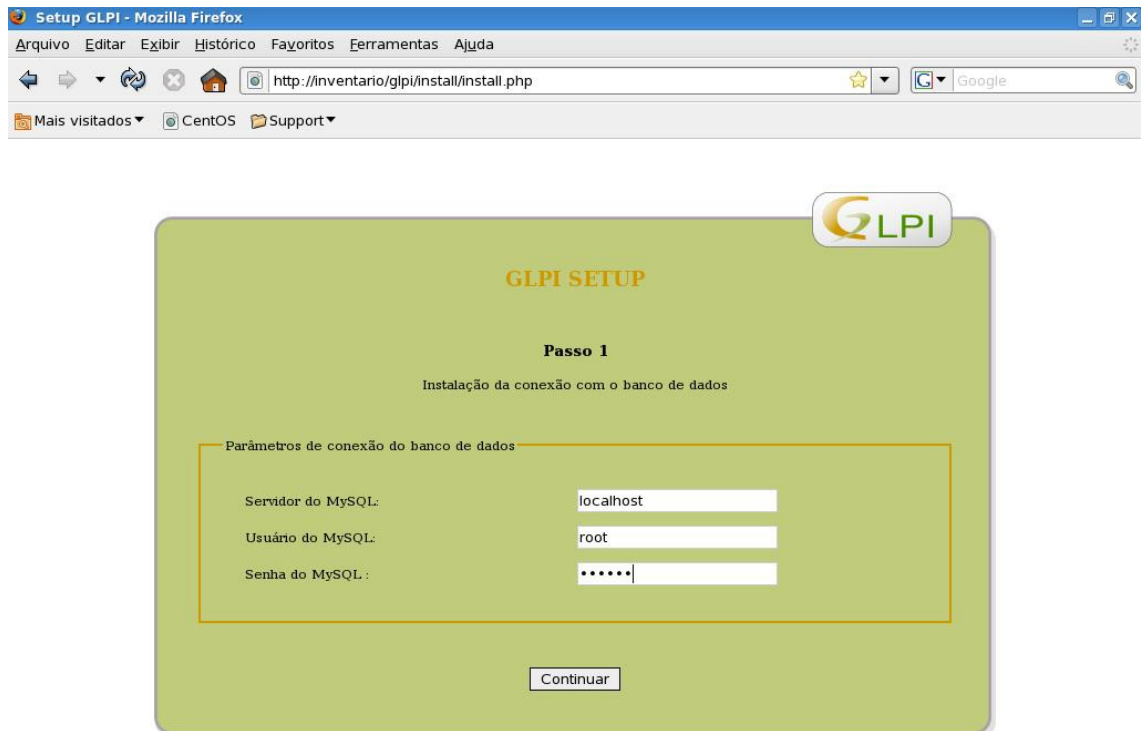 Setup GLPI - Mozilla Firefox
Arquivo Editar Exibir Histórico Favoritos Ferramentas Ajuda
http://inventario/glpi/install/install.php G Google
Mais visitados CentOS Support
GLPI
GLPI SETUP
Passo 1
Instalação da conexão com o banco de dados
Parâmetros de conexão do banco de dados
Servidor do MySQL: localhost
Usuário do MySQL: root
Senha do MySQL : ••••••
Continuar